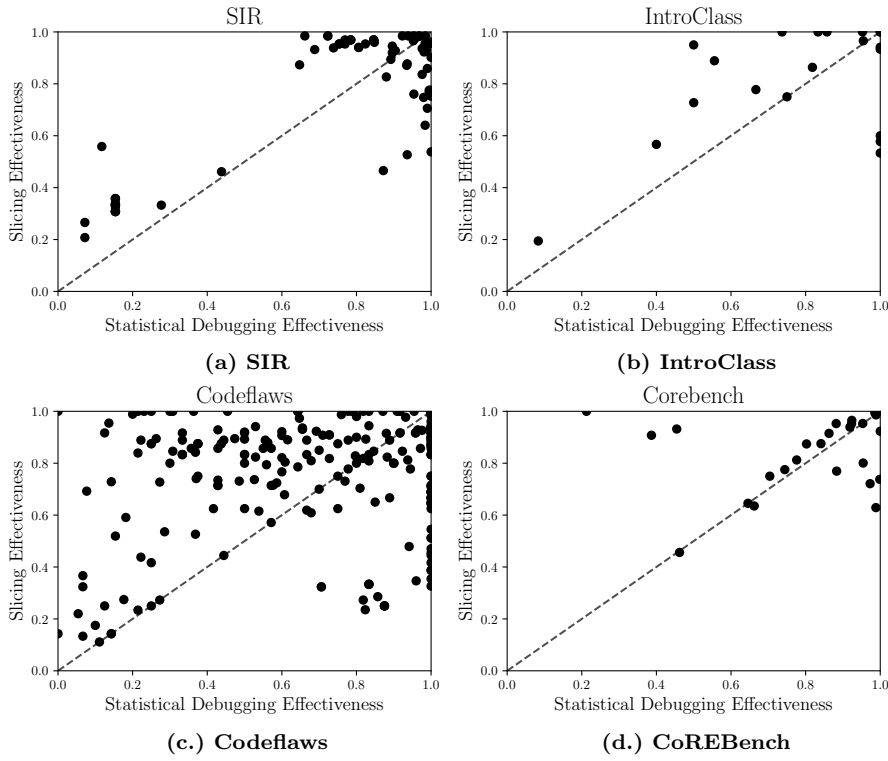 SIR
1.0
0.8
0.6
0.4
0.2
0.0
Slicing Effectiveness
0.0 0.2 0.4 0.6 0.8 1.0
Statistical Debugging Effectiveness
(a) SIR
IntroClass
1.0
0.8
0.6
0.4
0.2
0.0
Slicing Effectiveness
0.0 0.2 0.4 0.6 0.8 1.0
Statistical Debugging Effectiveness
(b) IntroClass
Codeflaws
1.0
0.8
0.6
0.4
0.2
0.0
Slicing Effectiveness
0.0 0.2 0.4 0.6 0.8 1.0
Statistical Debugging Effectiveness
(c.) Codeflaws
Corebench
1.0
0.8
0.6
0.4
0.2
0.0
Slicing Effectiveness
0.0 0.2 0.4 0.6 0.8 1.0
Statistical Debugging Effectiveness
(d.) CoREBench